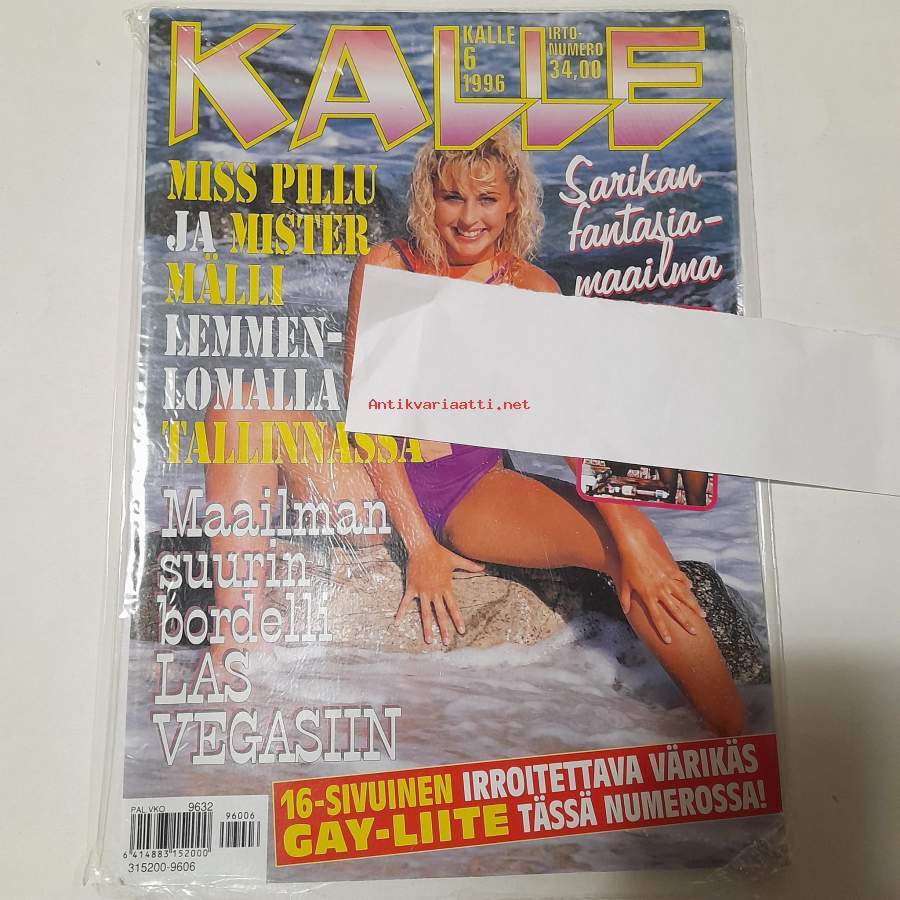 KALLE
KALLE
6
1996
IRTO-
NUMERO
34,00
MISS PILLU
JA MISTER
MÄLLI
LEMMEN-
LOMALLA
TALLINNASSA
Sarikan
fantasia-
maailma
Antikvariaatti.net
Maailman
suurin
bordelli
LAS
VEGASIIN
16-SIVUINEN IRROITETTAVA VÄRIKÄS
GAY-LIITE TÄSSÄ NUMEROSSA!
PAL VKO 9632
96006
6 414883 152000
315200-9606